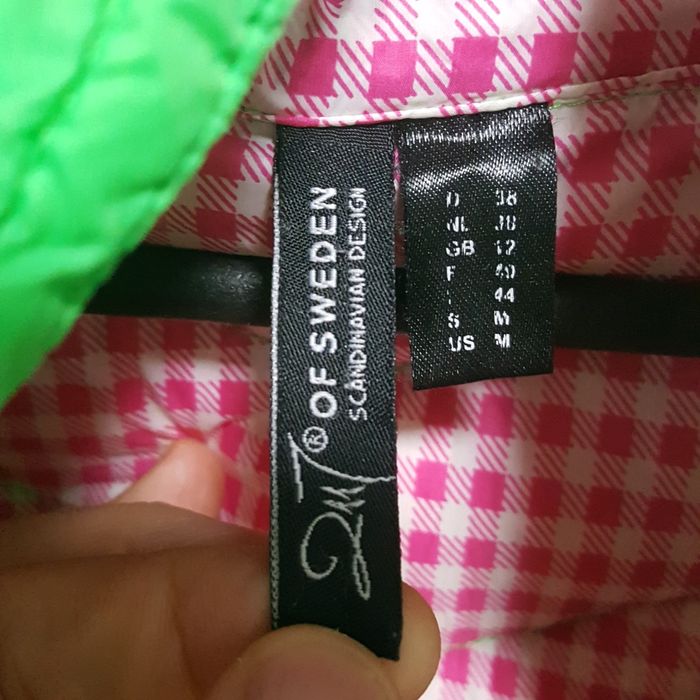 2117® OF SWEDEN
SCANDINAVIAN DESIGN
D 38
NL 38
GB 12
F 40
I 44
S M
US M